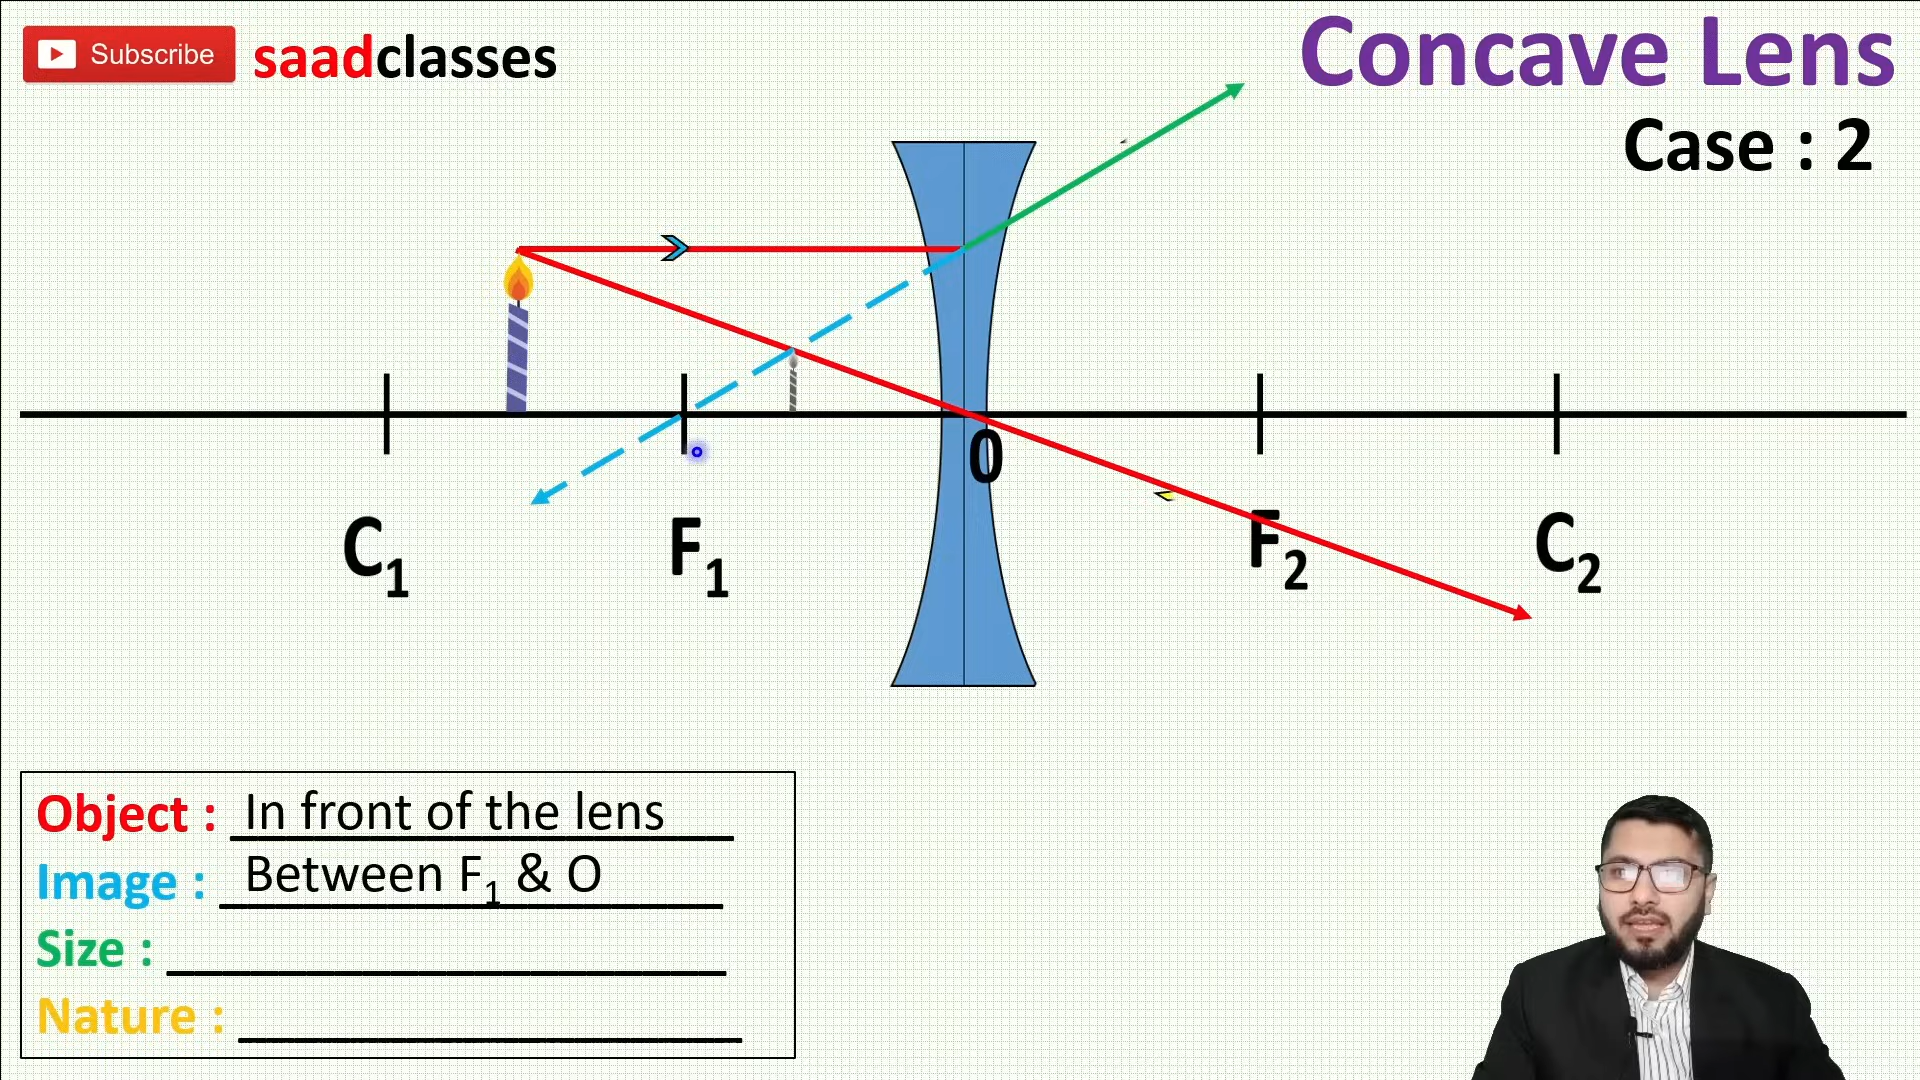 Subscribe
saadclasses
Concave Lens
Case : 2
0
C₁
F₁
F₂
C₂
Object : In front of the lens
Image : Between F₁ & O
Size :
Nature :